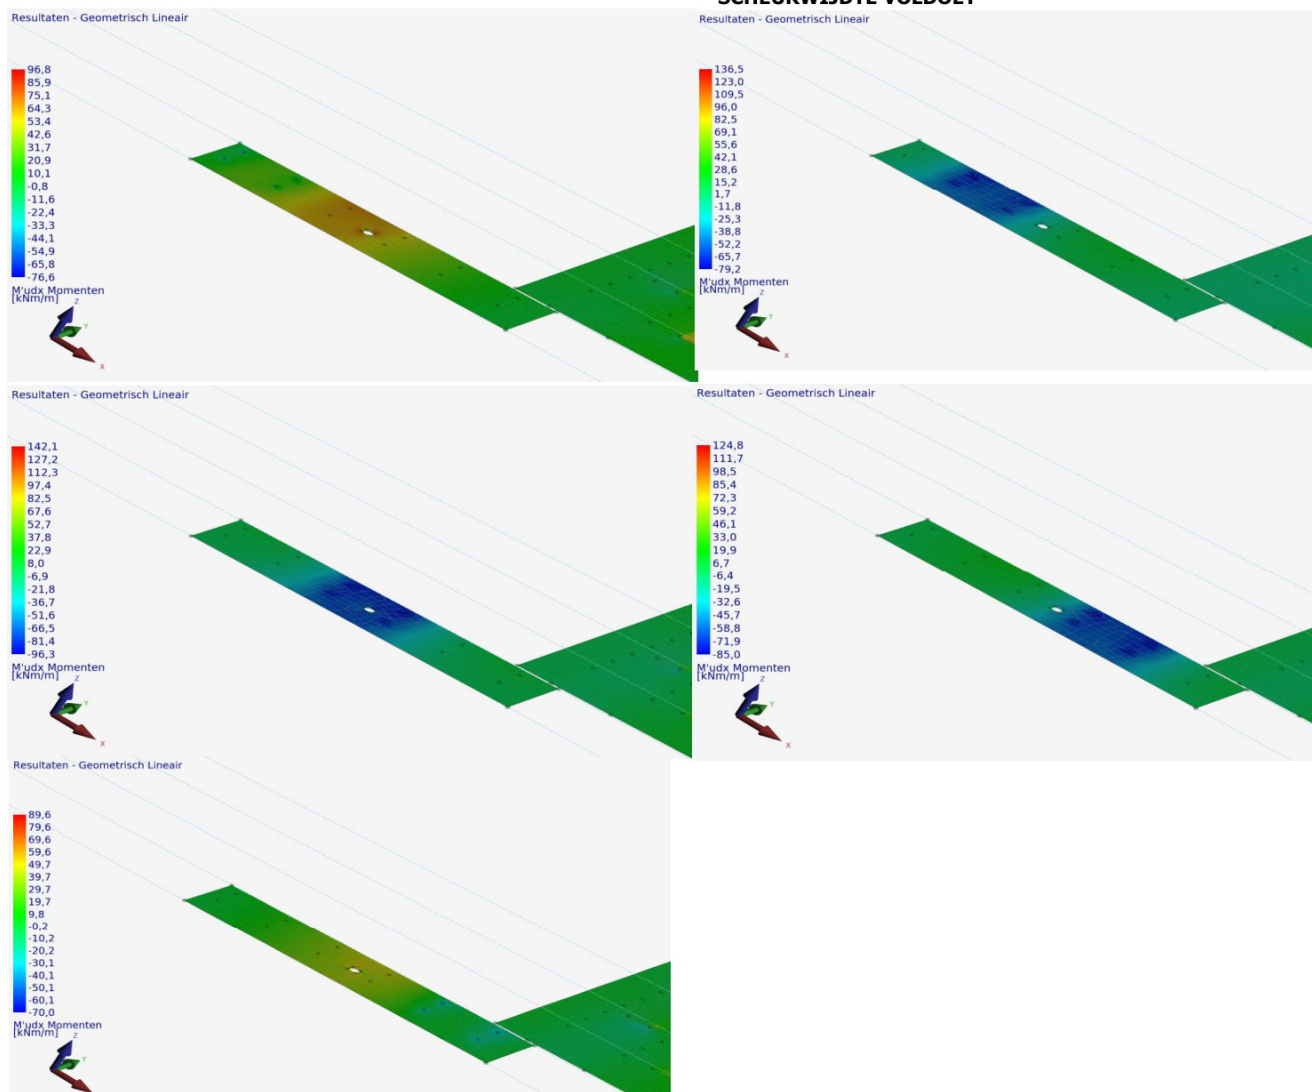 SCHEURWIJDTE VOLDOET
Resultaten - Geometrisch Lineair
96,8
85,9
75,1
64,3
53,4
42,6
31,7
20,9
10,1
-0,8
-11,6
-22,4
-33,3
-44,1
-54,9
-65,8
-76,6
M'udx Momenten
[kNm/m]
Z
Y
X
Resultaten - Geometrisch Lineair
136,5
123,0
109,5
96,0
82,5
69,1
55,6
42,1
28,6
15,2
1,7
-11,8
-25,3
-38,8
-52,2
-65,7
-79,2
M'udx Momenten
[kNm/m]
Z
Y
X
Resultaten - Geometrisch Lineair
142,1
127,2
112,3
97,4
82,5
67,6
52,7
37,8
22,9
8,0
-6,9
-21,8
-36,7
-51,6
-66,5
-81,4
-96,3
M'udx Momenten
[kNm/m]
Z
Y
X
Resultaten - Geometrisch Lineair
124,8
111,7
98,5
85,4
72,3
59,2
46,1
33,0
19,9
6,7
-6,4
-19,5
-32,6
-45,7
-58,8
-71,9
-85,0
M'udx Momenten
[kNm/m]
Z
Y
X
Resultaten - Geometrisch Lineair
89,6
79,6
69,6
59,6
49,7
39,7
29,7
19,7
9,8
-0,2
-10,2
-20,2
-30,1
-40,1
-50,1
-60,1
-70,0
M'udx Momenten
[kNm/m]
Z
Y